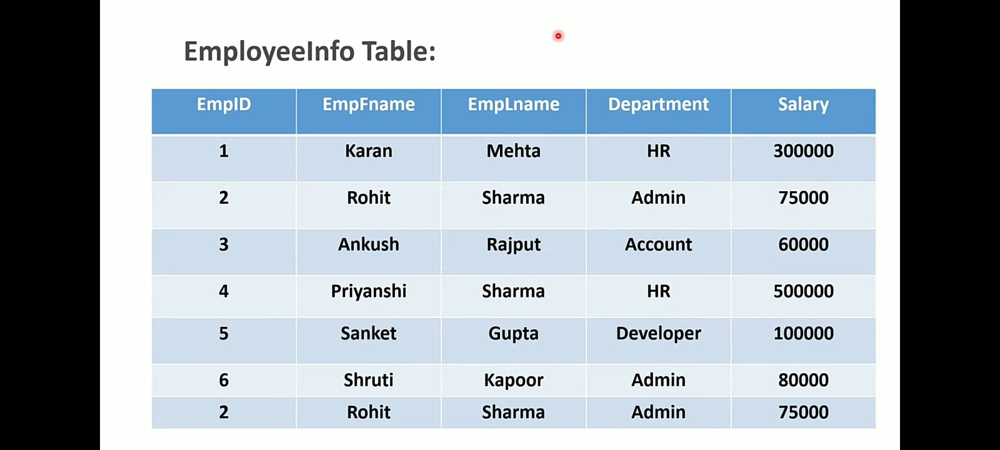 EmployeeInfo Table:
EmpID EmpFname EmpLname Department Salary
1 Karan Mehta HR 300000
2 Rohit Sharma Admin 75000
3 Ankush Rajput Account 60000
4 Priyanshi Sharma HR 500000
5 Sanket Gupta Developer 100000
6 Shruti Kapoor Admin 80000
2 Rohit Sharma Admin 75000